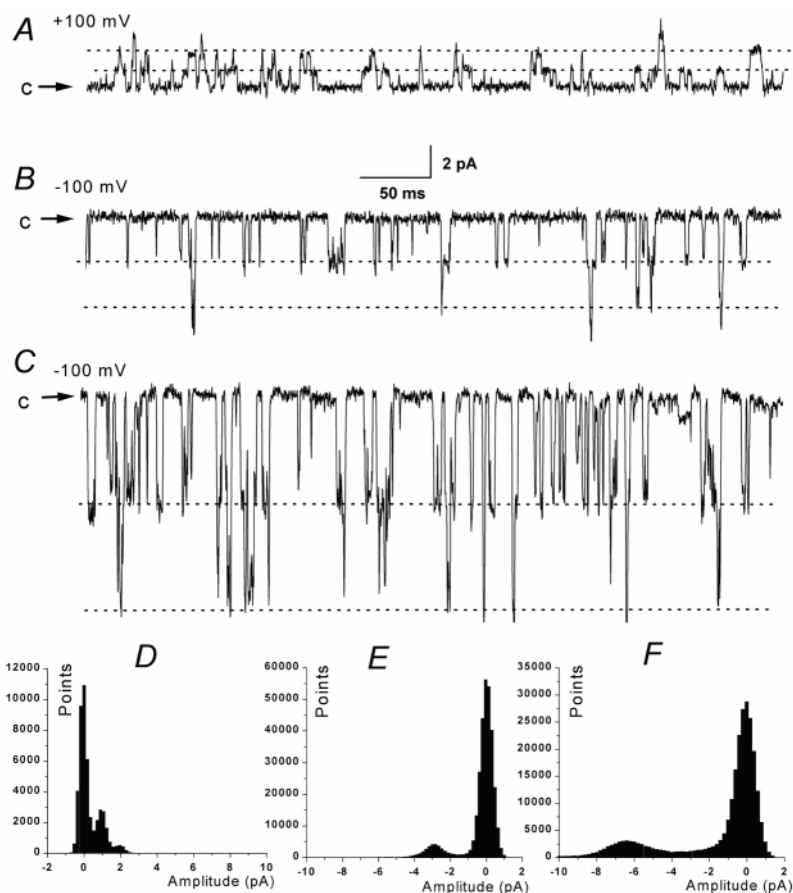 A
+100 mV
C
2 pA
50 ms
B
-100 mV
C
C
-100 mV
C
D
E
F
12000
10000
8000
6000
4000
2000
0
Points
-2 0 2 4 6 8 10
Amplitude (pA)
60000
50000
40000
30000
20000
10000
0
Points
-8 -6 -4 -2 0 2
Amplitude (pA)
35000
30000
25000
20000
15000
10000
5000
0
Points
-10 -8 -6 -4 -2 0 2
Amplitude (pA)